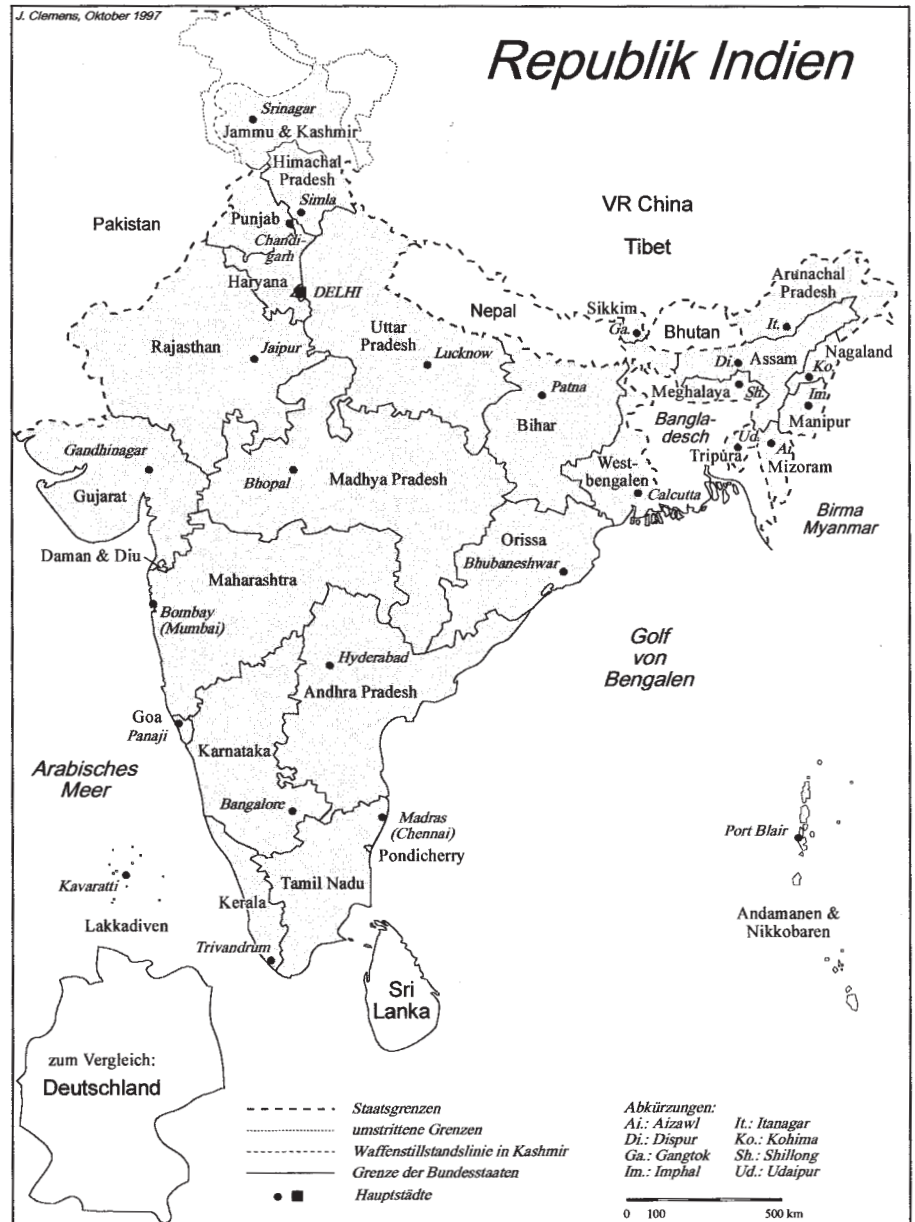 J. Clemens, Oktober 1997
Republik Indien
Srinagar
Jammu & Kashmir
Himachal
Pradesh
Simla
Punjab
Chandi-
garh
Pakistan
VR China
Tibet
Haryana
DELHI
Nepal
Sikkim
Ga.
Bhutan
Arunachal
Pradesh
It.
Rajasthan
Jaipur
Uttar
Pradesh
Lucknow
Di.
Assam
Nagaland
Ko.
Patna
Bihar
Meghalaya
Sh.
Im.
Manipur
Bangla-
desch
Ud.
Tripura
Ai.
Mizoram
Gandhinagar
Gujarat
Bhopal
Madhya Pradesh
West-
bengalen
Calcutta
Birma
Myanmar
Daman & Diu
Orissa
Bhubaneshwar
Maharashtra
Bombay
(Mumbai)
Hyderabad
Andhra Pradesh
Golf
von
Bengalen
Goa
Panaji
Karnataka
Arabisches
Meer
Bangalore
Madras
(Chennai)
Pondicherry
Port Blair
Kavaratti
Lakkadiven
Kerala
Tamil Nadu
Andamanen &
Nikkobaren
Trivandrum
Sri
Lanka
zum Vergleich:
Deutschland
Staatsgrenzen
umstrittene Grenzen
Waffenstillstandslinie in Kashmir
Grenze der Bundesstaaten
Hauptstädte
Abkürzungen:
Ai.: Aizawl It.: Itanagar
Di.: Dispur Ko.: Kohima
Ga.: Gangtok Sh.: Shillong
Im.: Imphal Ud.: Udaipur
0 100 500 km